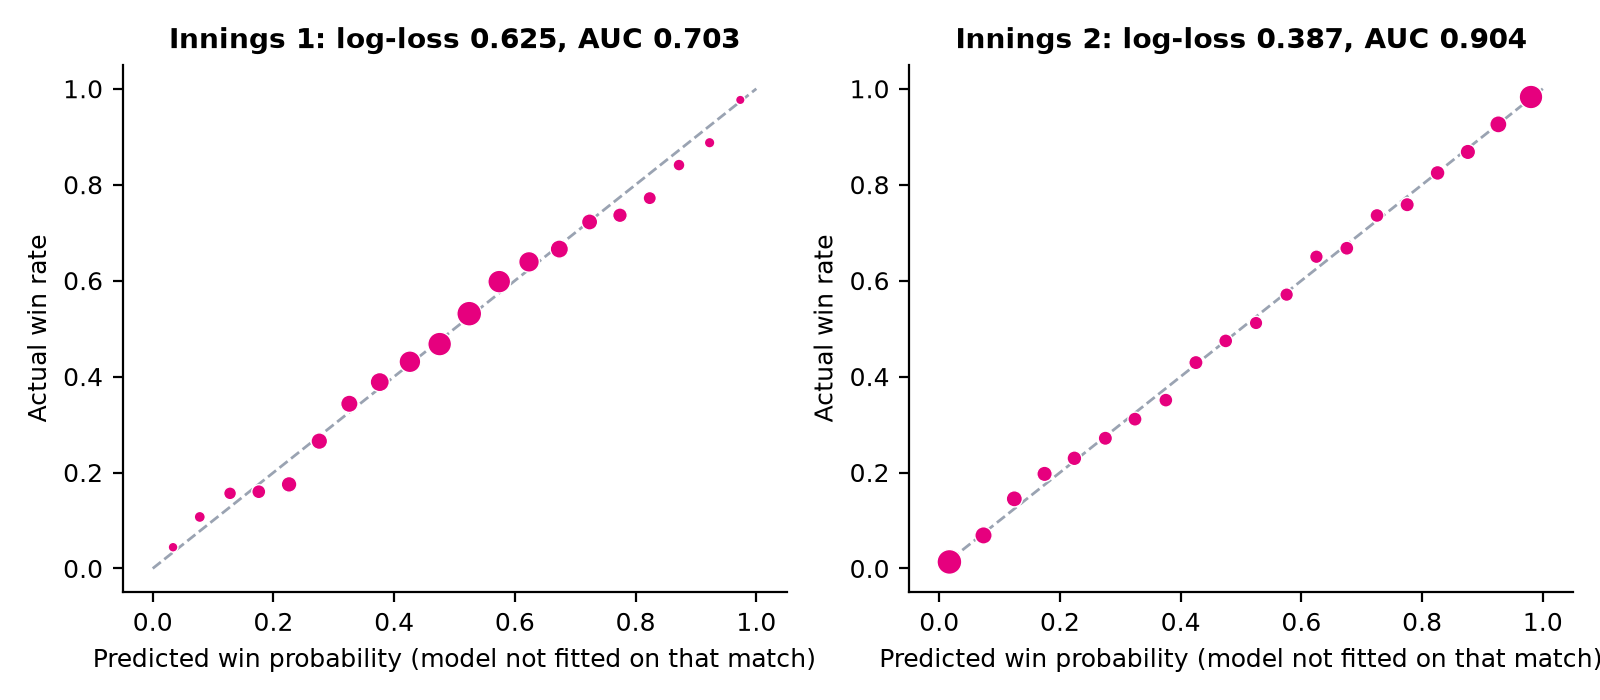 Innings 1: log-loss 0.625, AUC 0.703
1.0
0.8
0.6
0.4
0.2
0.0
Actual win rate
0.0 0.2 0.4 0.6 0.8 1.0
Predicted win probability (model not fitted on that match)
Innings 2: log-loss 0.387, AUC 0.904
1.0
0.8
0.6
0.4
0.2
0.0
Actual win rate
0.0 0.2 0.4 0.6 0.8 1.0
Predicted win probability (model not fitted on that match)